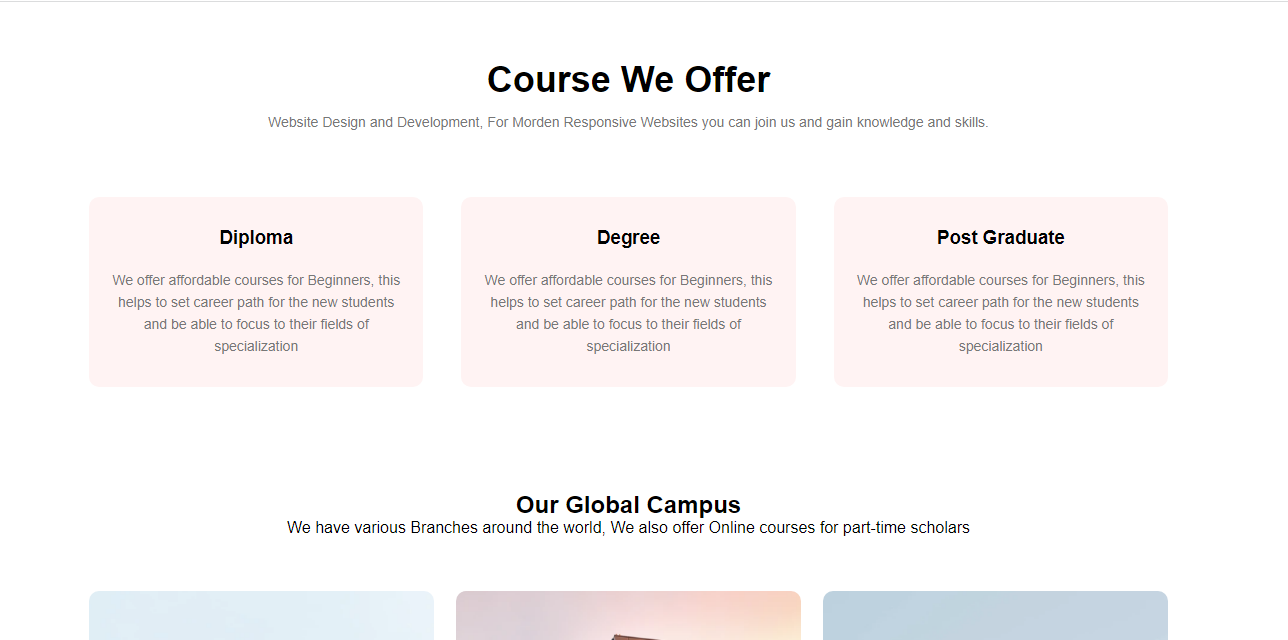 Course We Offer
Website Design and Development, For Morden Responsive Websites you can join us and gain knowledge and skills.
Diploma
We offer affordable courses for Beginners, this
helps to set career path for the new students
and be able to focus to their fields of
specialization
Degree
We offer affordable courses for Beginners, this
helps to set career path for the new students
and be able to focus to their fields of
specialization
Post Graduate
We offer affordable courses for Beginners, this
helps to set career path for the new students
and be able to focus to their fields of
specialization
Our Global Campus
We have various Branches around the world, We also offer Online courses for part-time scholars